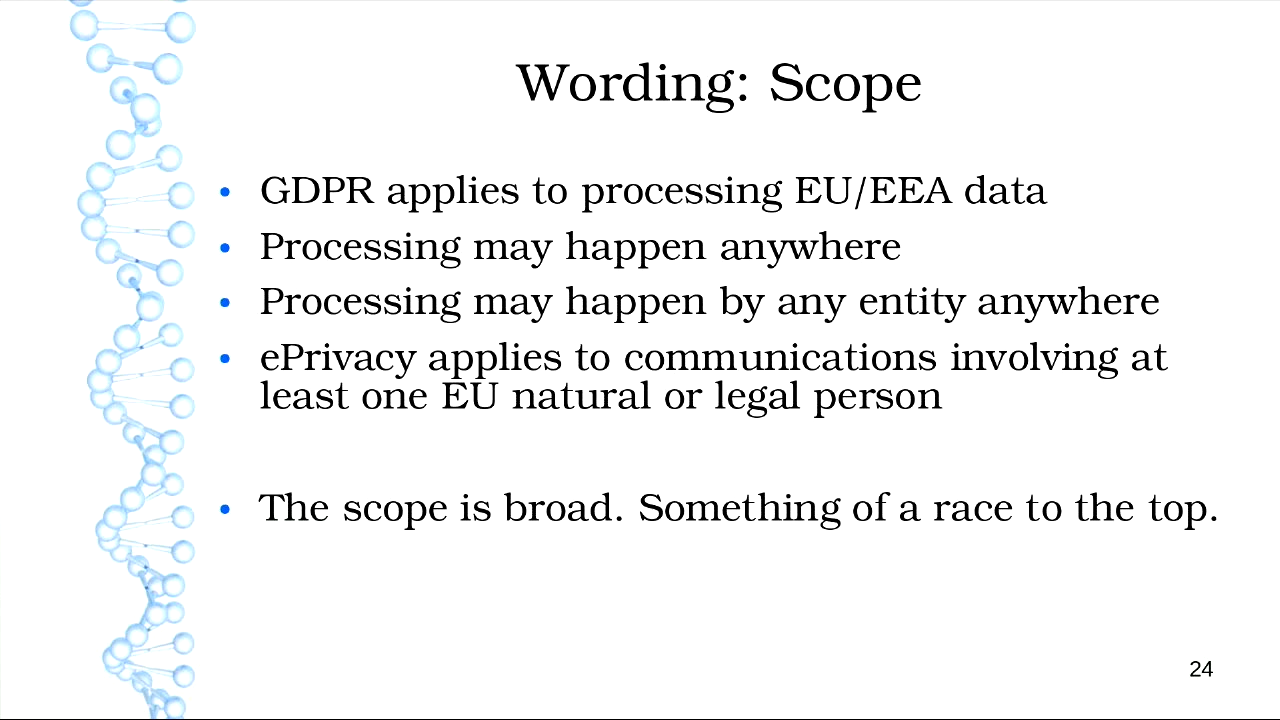 Wording: Scope
• GDPR applies to processing EU/EEA data
• Processing may happen anywhere
• Processing may happen by any entity anywhere
• ePrivacy applies to communications involving at
least one EU natural or legal person
• The scope is broad. Something of a race to the top.
24